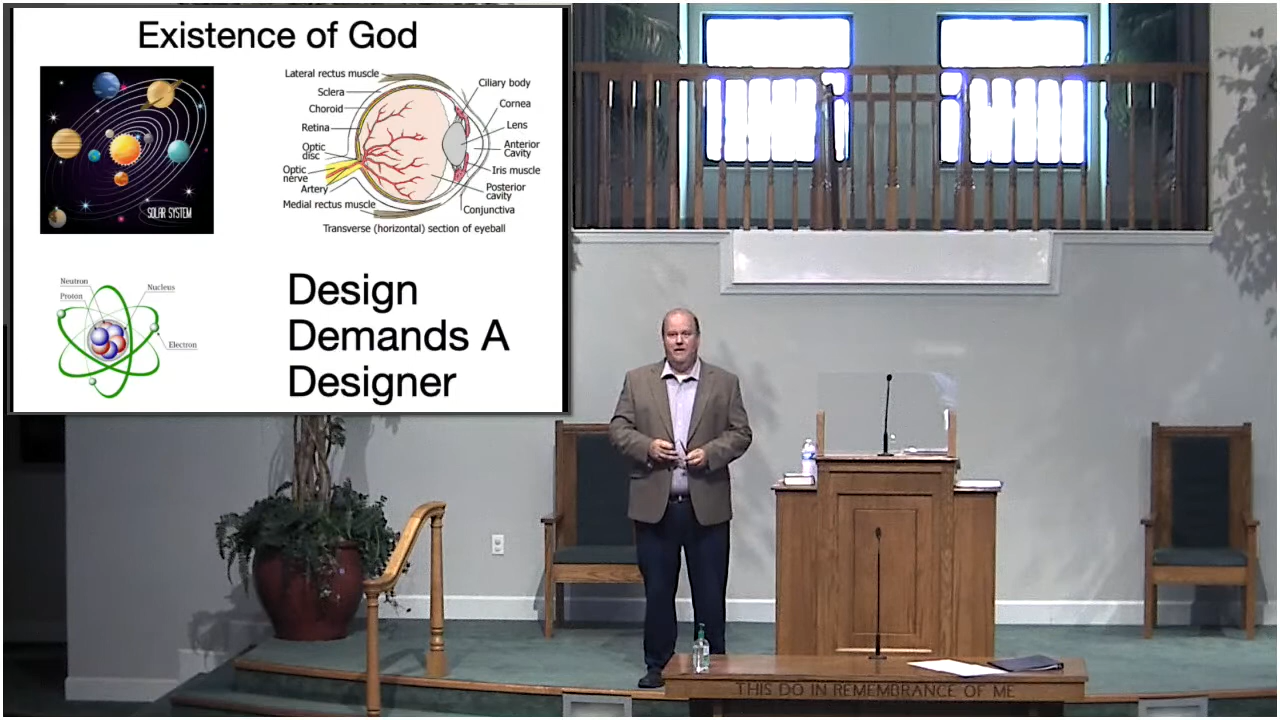 Existence of God
SOLAR SYSTEM
Lateral rectus muscle
Sclera
Choroid
Retina
Optic
disc
Optic
nerve
Artery
Medial rectus muscle
Ciliary body
Cornea
Lens
Anterior
Cavity
Iris muscle
Posterior
cavity
Conjunctiva
Transverse (horizontal) section of eyeball
Neutron
Proton
Nucleus
Electron
Design
Demands A
Designer
THIS DO IN REMEMBRANCE OF ME